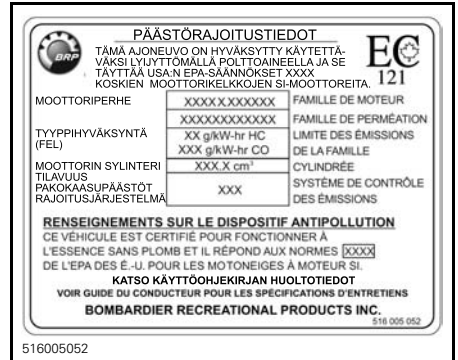 PÄÄSTÖRAJOITUSTIEDOT
TÄMÄ AJONEUVO ON HYVÄKSYTTY KÄYTETTÄ-
VÄKSI LYIJYTTÖMÄLLÄ POLTTOAINEELLA JA SE
TÄYTTÄÄ USA:N EPA-SÄÄNNÖKSET XXXX
KOSKIEN MOOTTORIKELKKOJEN SI-MOOTTOREITA.
BRP
EC
121
MOOTTORIPERHE XXXXXXXXXXXX FAMILLE DE MOTEUR
XXXXXXXXXXXX FAMILLE DE PERMÉATION
TYYPPIHYVÄKSYNTÄ XX g/kW-hr HC LIMITE DES ÉMISSIONS
(FEL) XXX g/kW-hr CO DE LA FAMILLE
MOOTTORIN SYLINTERI XXX.X cm³ CYLINDRÉE
TILAVUUS
PAKOKAASUPÄÄSTÖT XXX SYSTÈME DE CONTRÔLE
RAJOITUSJÄRJESTELMÄ DES ÉMISSIONS
RENSEIGNEMENTS SUR LE DISPOSITIF ANTIPOLLUTION
CE VÉHICULE EST CERTIFIÉ POUR FONCTIONNER À
L'ESSENCE SANS PLOMB ET IL RÉPOND AUX NORMES XXXX
DE L'EPA DES É.-U. POUR LES MOTONEIGES À MOTEUR SI.
KATSO KÄYTTÖOHJEKIRJAN HUOLTOTIEDOT
VOIR GUIDE DU CONDUCTEUR POUR LES SPÉCIFICATIONS D'ENTRETIENS
BOMBARDIER RECREATIONAL PRODUCTS INC.
516 005 052
516005052